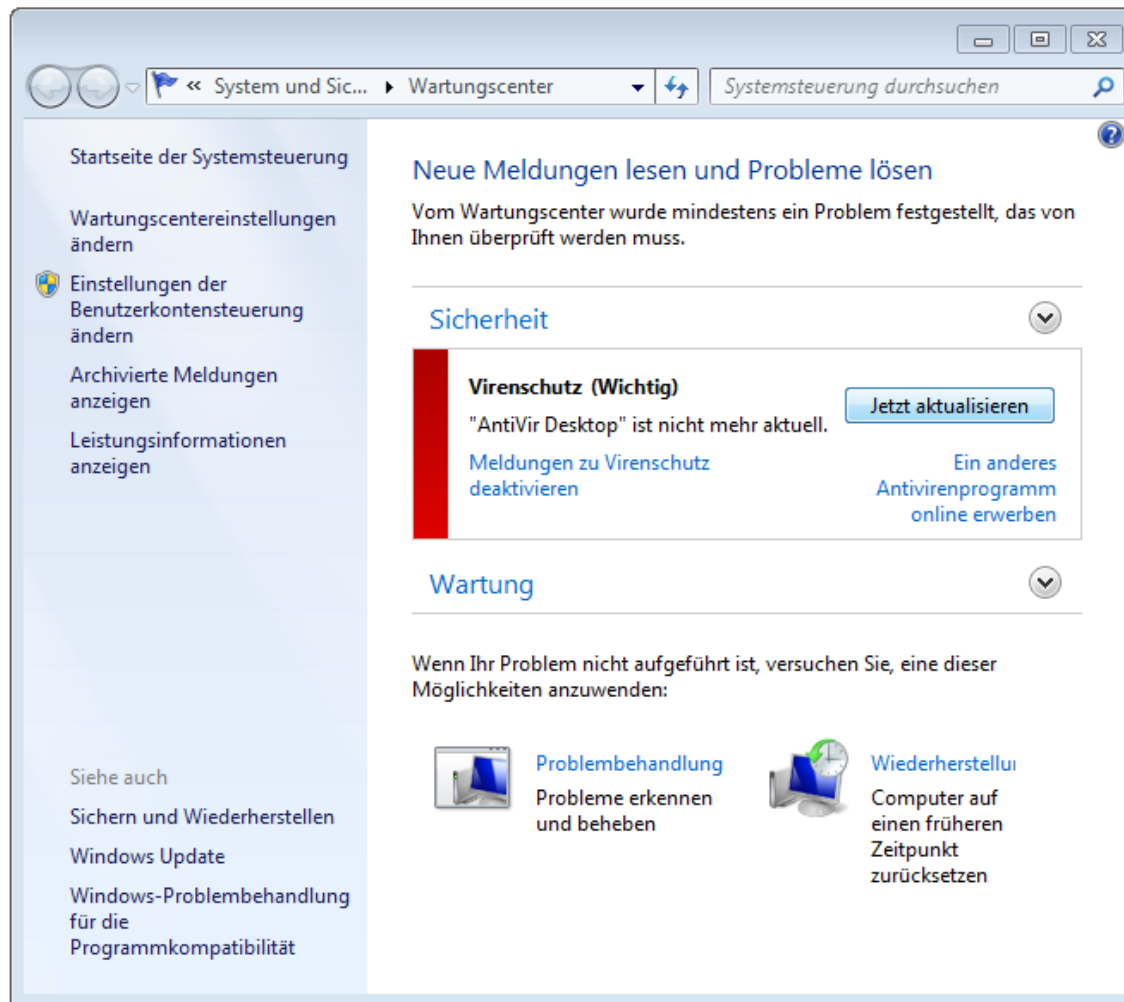 « System und Sic... Wartungscenter
Systemsteuerung durchsuchen
Startseite der Systemsteuerung
Wartungscentereinstellungen
ändern
Einstellungen der
Benutzerkontensteuerung
ändern
Archivierte Meldungen
anzeigen
Leistungsinformationen
anzeigen
Siehe auch
Sichern und Wiederherstellen
Windows Update
Windows-Problembehandlung
für die
Programmkompatibilität
Neue Meldungen lesen und Probleme lösen
Vom Wartungscenter wurde mindestens ein Problem festgestellt, das von
Ihnen überprüft werden muss.
Sicherheit
Virenschutz (Wichtig)
"AntiVir Desktop" ist nicht mehr aktuell.
Jetzt aktualisieren
Meldungen zu Virenschutz
deaktivieren
Ein anderes
Antivirenprogramm
online erwerben
Wartung
Wenn Ihr Problem nicht aufgeführt ist, versuchen Sie, eine dieser
Möglichkeiten anzuwenden:
Problembehandlung
Probleme erkennen
und beheben
Wiederherstellu
Computer auf
einen früheren
Zeitpunkt
zurücksetzen